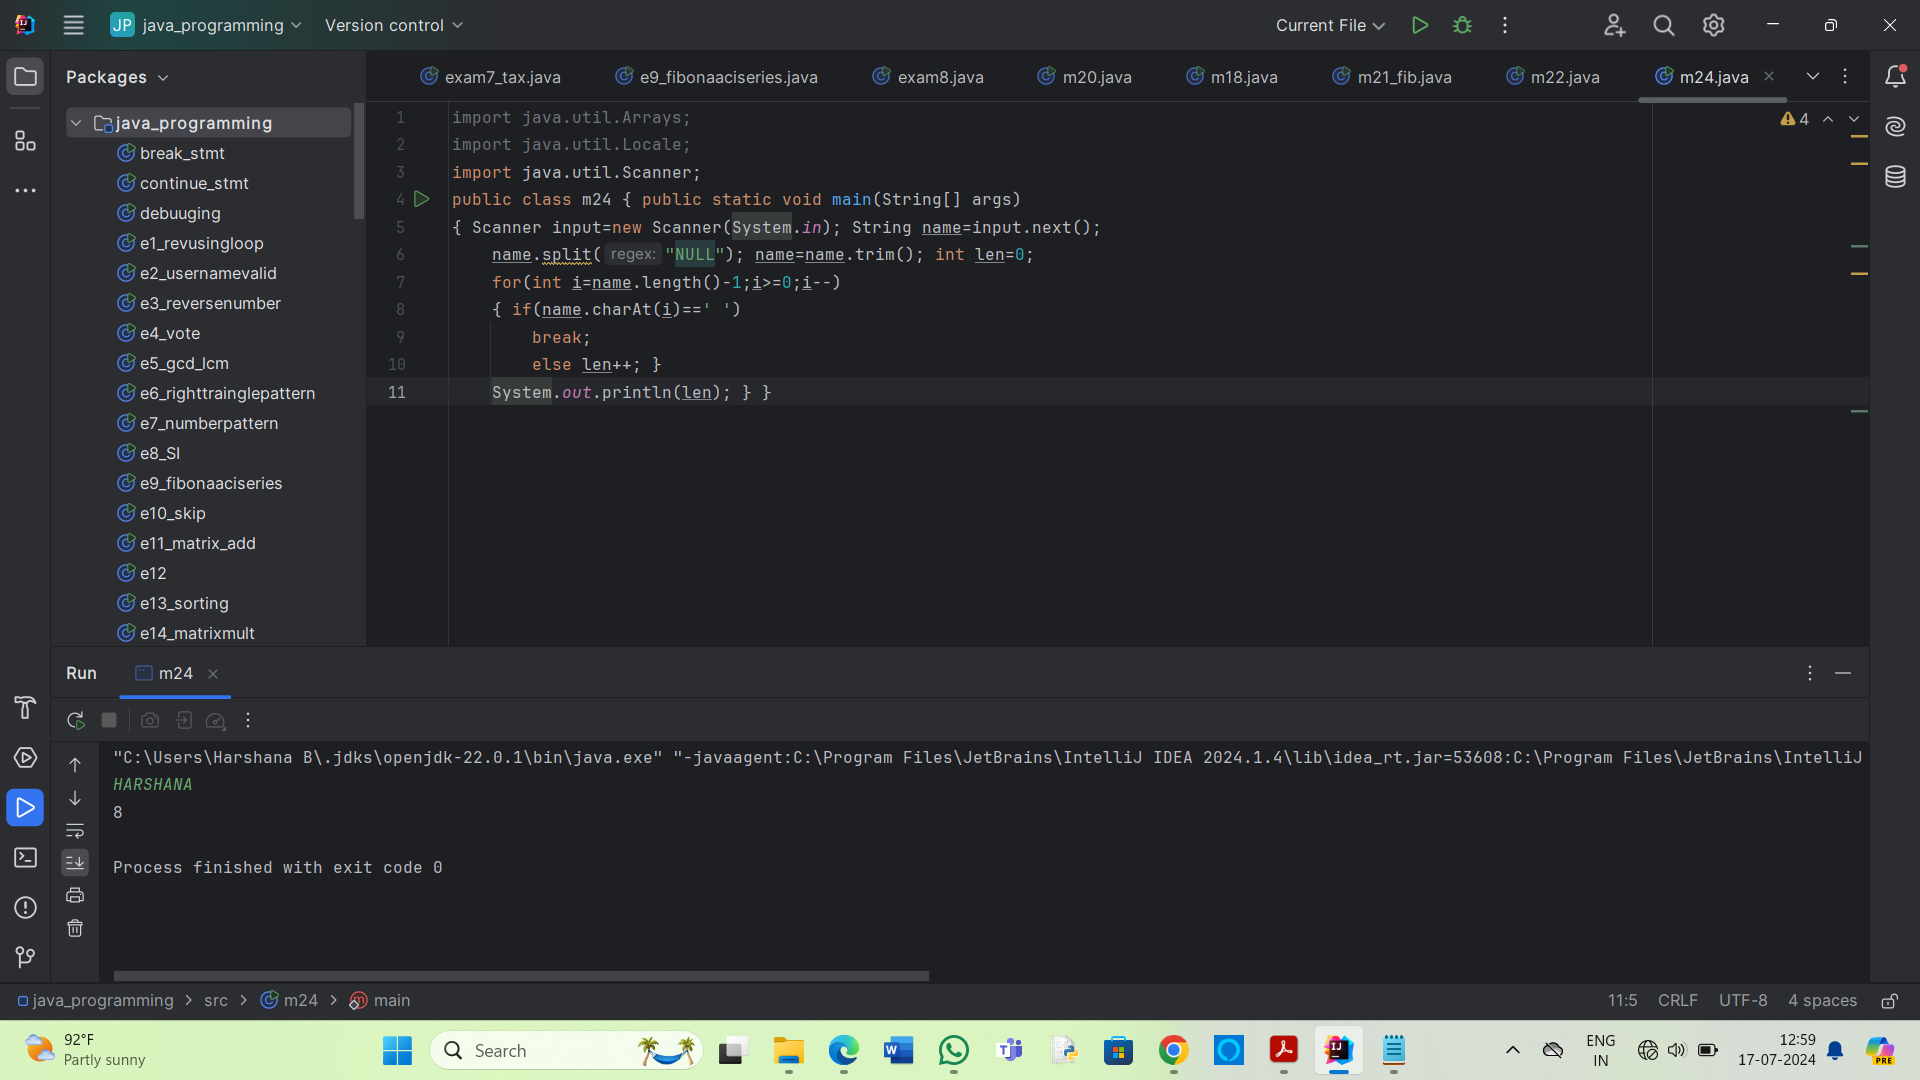 JP java_programming Version control Current File
Packages
exam7_tax.java e9_fibonaaciseries.java exam8.java m20.java m18.java m21_fib.java m22.java m24.java
java_programming
break_stmt
continue_stmt
debuuging
e1_revusingloop
e2_usernamevalid
e3_reversenumber
e4_vote
e5_gcd_lcm
e6_righttrainglepattern
e7_numberpattern
e8_SI
e9_fibonaaciseries
e10_skip
e11_matrix_add
e12
e13_sorting
e14_matrixmult
1 import java.util.Arrays;
2 import java.util.Locale;
3 import java.util.Scanner;
4 public class m24 { public static void main(String[] args)
5 { Scanner input=new Scanner(System.in); String name=input.next();
6 name.split( regex: "NULL"); name=name.trim(); int len=0;
7 for(int i=name.length()-1;i>=0;i--)
8 { if(name.charAt(i)==' ')
9 break;
10 else len++; }
11 System.out.println(len); } }
4
Run m24
"C:\Users\Harshana B\.jdks\openjdk-22.0.1\bin\java.exe" "-javaagent:C:\Program Files\JetBrains\IntelliJ IDEA 2024.1.4\lib\idea_rt.jar=53608:C:\Program Files\JetBrains\IntelliJ
HARSHANA
8
Process finished with exit code 0
java_programming > src > m24 > main 11:5 CRLF UTF-8 4 spaces
92°F
Partly sunny
Search
ENG
IN
12:59
17-07-2024
PRE